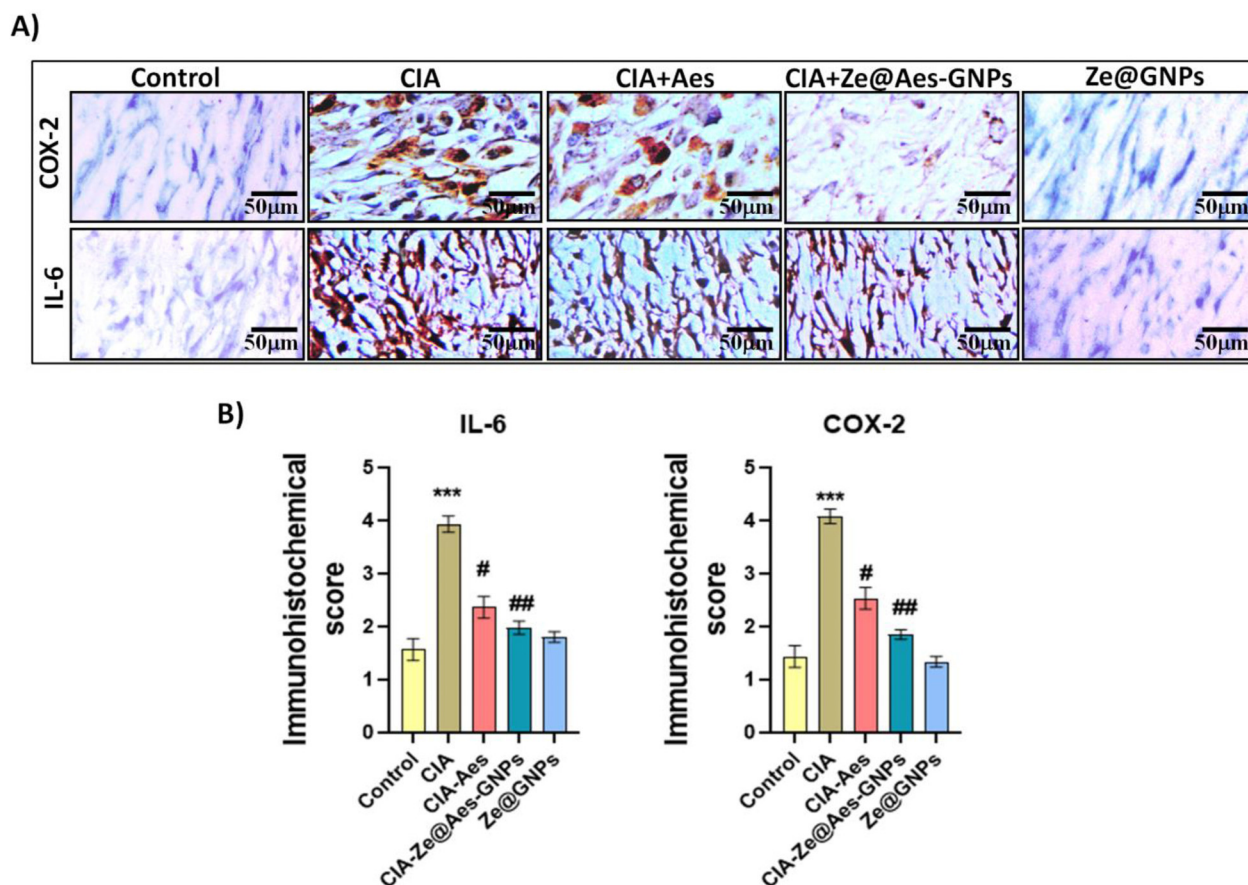 A)
Control CIA CIA+Aes CIA+Ze@Aes-GNPs Ze@GNPs
COX-2
50μm 50μm 50μm 50μm 50μm
IL-6
50μm 50μm 50μm 50μm 50μm
B)
IL-6
Immunohistochemical
score
5
4
3
2
1
0
***
#
##
Control
CIA
CIA-Aes
CIA-Ze@Aes-GNPs
Ze@GNPs
COX-2
Immunohistochemical
score
5
4
3
2
1
0
***
#
##
Control
CIA
CIA-Aes
CIA-Ze@Aes-GNPs
Ze@GNPs